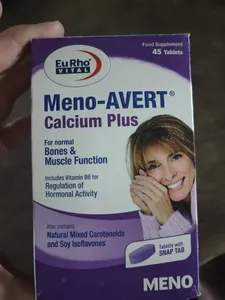 Food Supplement
45 Tablets
EuRho®
VITAL
Meno-AVERT®
Calcium Plus
For normal
Bones &
Muscle Function
Includes Vitamin B6 for
Regulation of
Hormonal Activity
Also contains
Natural Mixed Carotenoids
and Soy Isoflavones
Tablets with
SNAP TAB
MENO